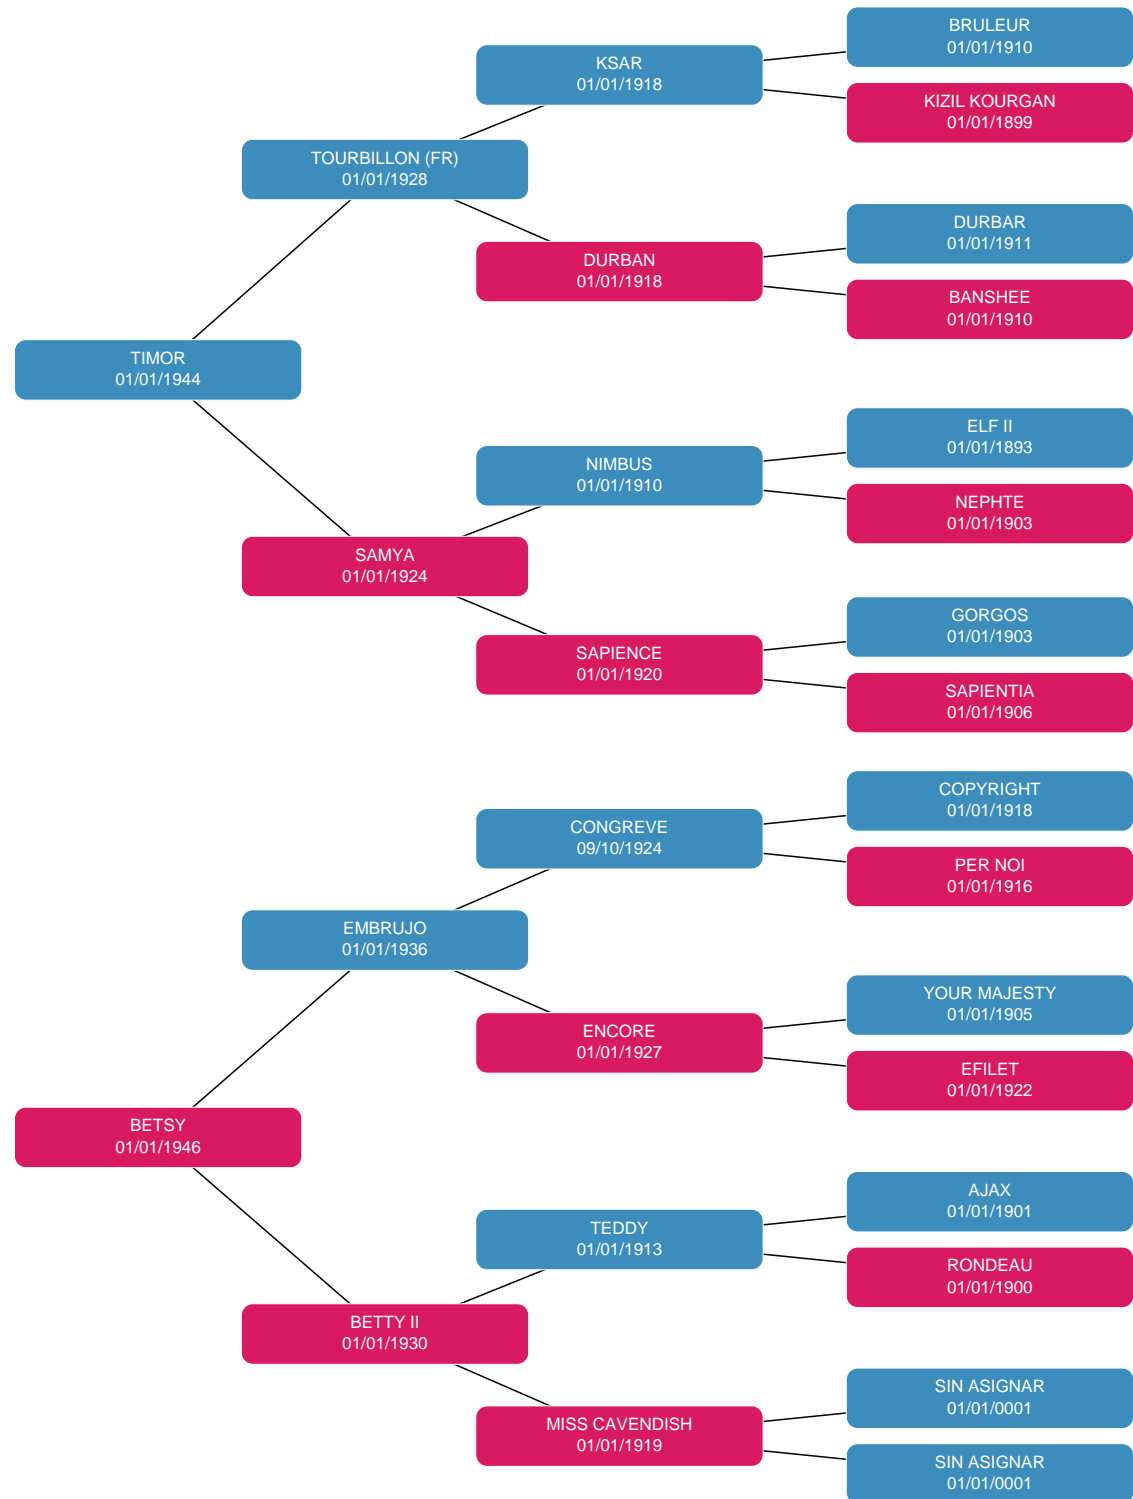 BRULEUR
01/01/1910
KSAR
01/01/1918
KIZIL KOURGAN
01/01/1899
TOURBILLON (FR)
01/01/1928
DURBAR
01/01/1911
DURBAN
01/01/1918
BANSHEE
01/01/1910
TIMOR
01/01/1944
ELF II
01/01/1893
NIMBUS
01/01/1910
NEPHTE
01/01/1903
SAMYA
01/01/1924
GORGOS
01/01/1903
SAPIENCE
01/01/1920
SAPIENTIA
01/01/1906
COPYRIGHT
01/01/1918
CONGREVE
09/10/1924
PER NOI
01/01/1916
EMBRUJO
01/01/1936
YOUR MAJESTY
01/01/1905
ENCORE
01/01/1927
EFILET
01/01/1922
BETSY
01/01/1946
AJAX
01/01/1901
TEDDY
01/01/1913
RONDEAU
01/01/1900
BETTY II
01/01/1930
SIN ASIGNAR
01/01/0001
MISS CAVENDISH
01/01/1919
SIN ASIGNAR
01/01/0001